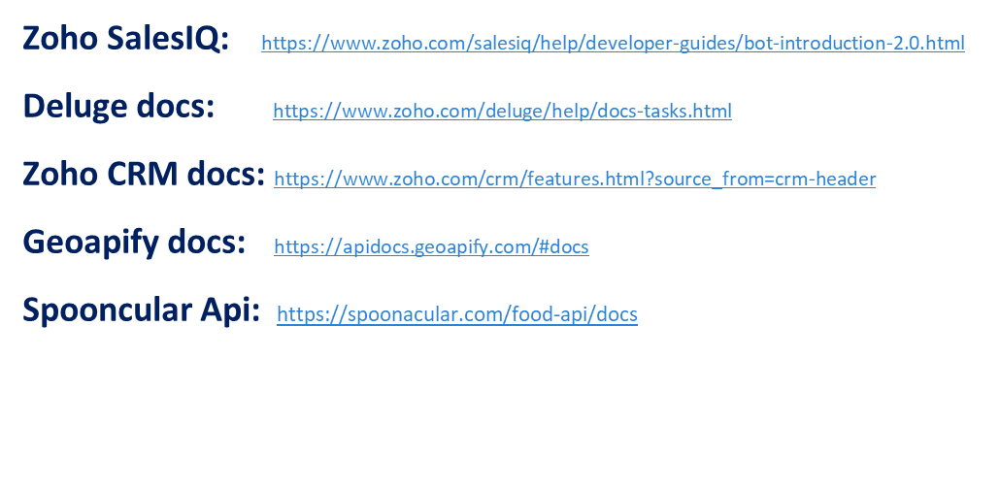 Zoho SalesIQ: https://www.zoho.com/salesiq/help/developer-guides/bot-introduction-2.0.html
Deluge docs: https://www.zoho.com/deluge/help/docs-tasks.html
Zoho CRM docs: https://www.zoho.com/crm/features.html?source_from=crm-header
Geoapify docs: https://apidocs.geoapify.com/#docs
Spooncular Api: https://spoonacular.com/food-api/docs